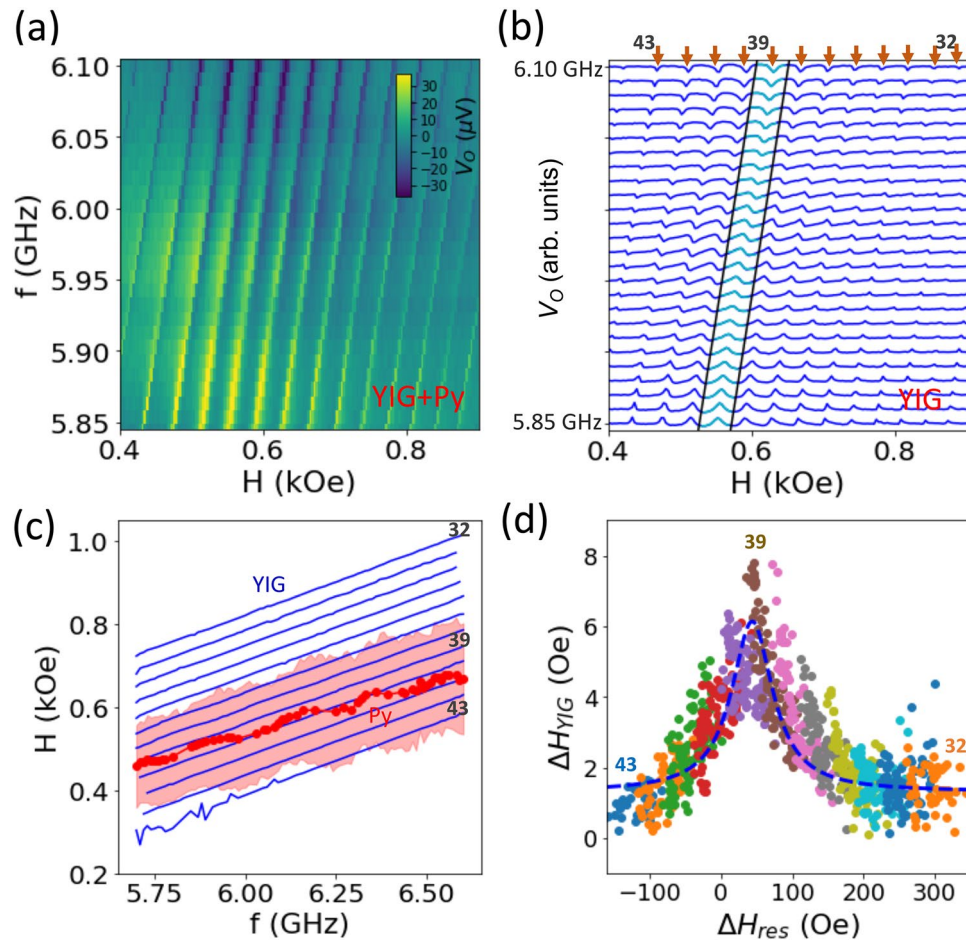 (a)
6.10
6.05
6.00
5.95
5.90
5.85
f (GHz)
30
20
10
0
−10
−20
−30
V_O (μV)
YIG+Py
0.4
0.6
0.8
H (kOe)
(b)
43
39
32
6.10 GHz
V_O (arb. units)
5.85 GHz
YIG
0.4
0.6
0.8
H (kOe)
(c)
1.0
0.8
0.6
0.4
0.2
H (kOe)
32
YIG
39
Py
43
5.75
6.00
6.25
6.50
f (GHz)
(d)
8
6
4
2
0
ΔH_YIG (Oe)
39
43
32
−100
0
100
200
300
ΔH_res (Oe)